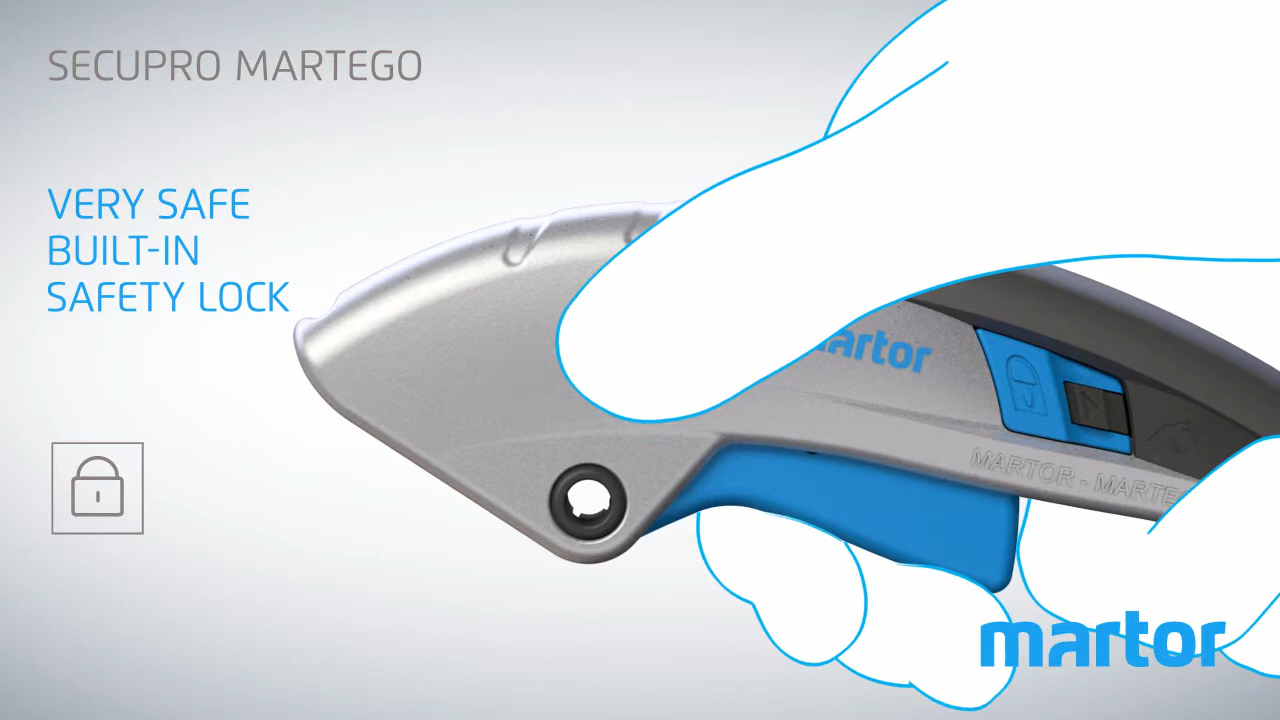 SECUPRO MARTEGO
VERY SAFE
BUILT-IN
SAFETY LOCK
martor
MARTOR - MARTE
martor